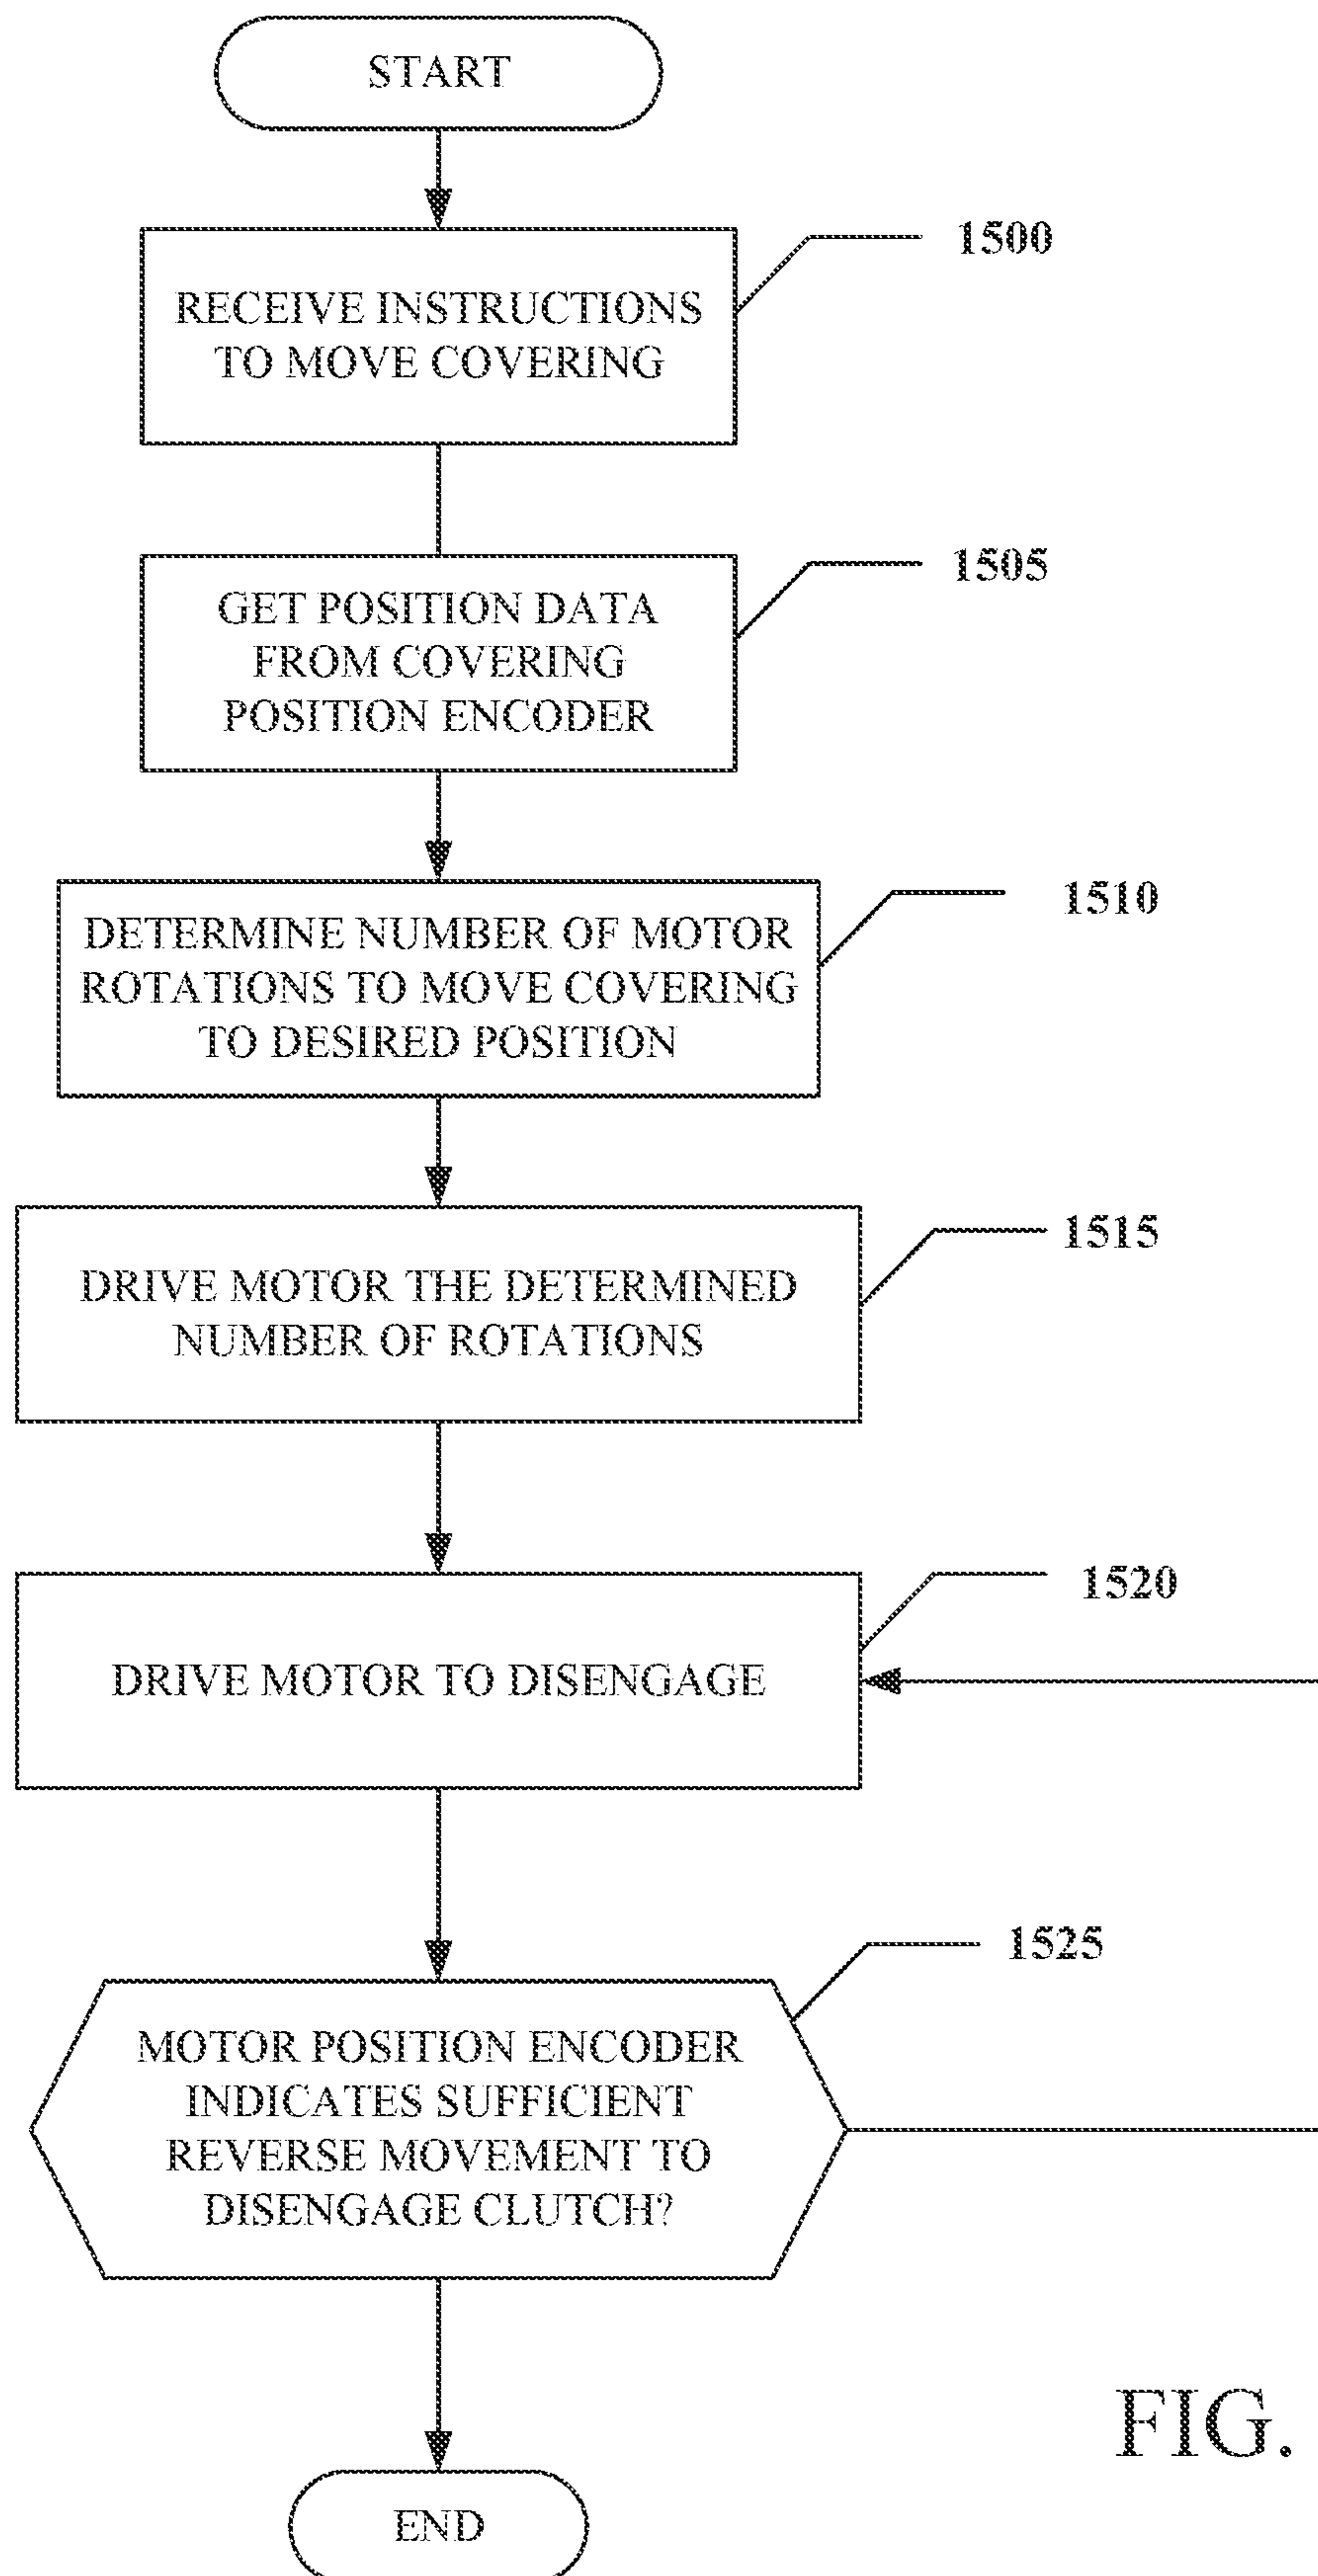 START
1500
RECEIVE INSTRUCTIONS
TO MOVE COVERING
1505
GET POSITION DATA
FROM COVERING
POSITION ENCODER
1510
DETERMINE NUMBER OF MOTOR
ROTATIONS TO MOVE COVERING
TO DESIRED POSITION
1515
DRIVE MOTOR THE DETERMINED
NUMBER OF ROTATIONS
1520
DRIVE MOTOR TO DISENGAGE
1525
MOTOR POSITION ENCODER
INDICATES SUFFICIENT
REVERSE MOVEMENT TO
DISENGAGE CLUTCH?
FIG.
END